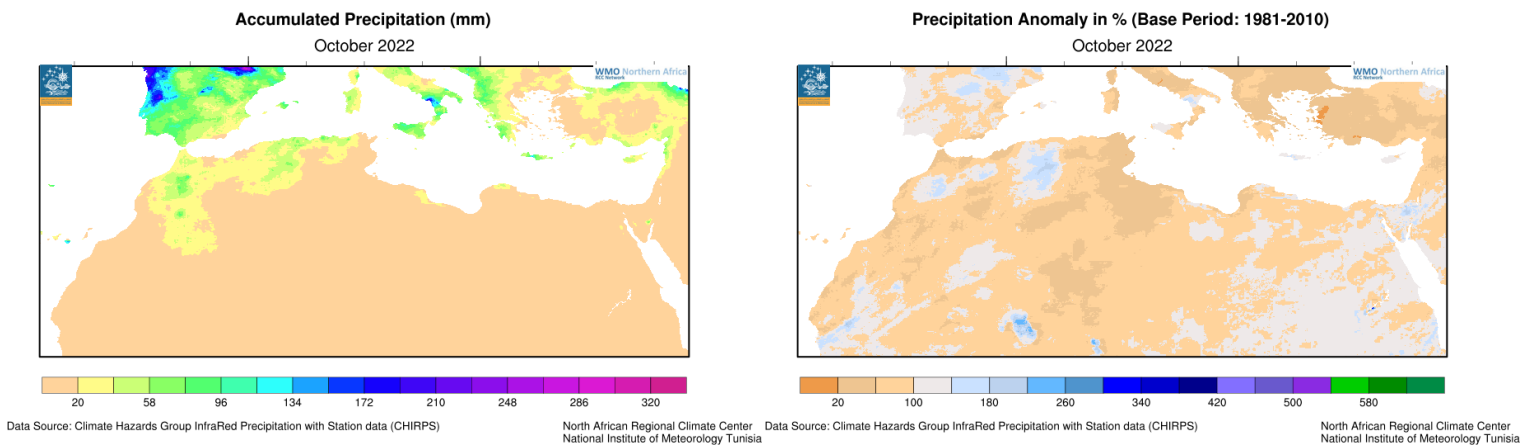 Accumulated Precipitation (mm)
October 2022
WMO Northern Africa
RCC Network
20 58 96 134 172 210 248 286 320
Data Source: Climate Hazards Group InfraRed Precipitation with Station data (CHIRPS)
North African Regional Climate Center
National Institute of Meteorology Tunisia
Precipitation Anomaly in % (Base Period: 1981-2010)
October 2022
WMO Northern Africa
RCC Network
20 100 180 260 340 420 500 580
Data Source: Climate Hazards Group InfraRed Precipitation with Station data (CHIRPS)
North African Regional Climate Center
National Institute of Meteorology Tunisia